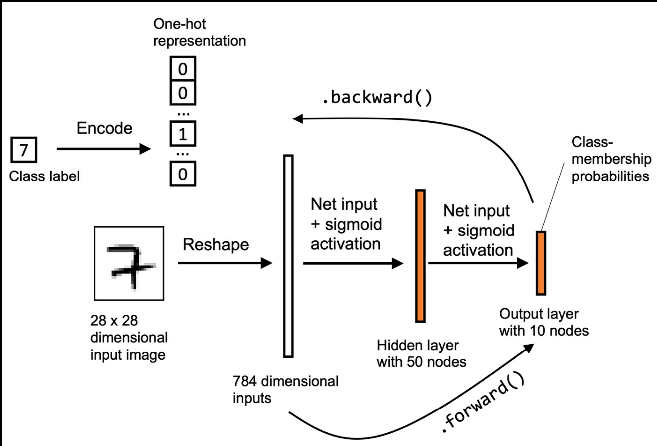 One-hot
representation
0
0
...
1
...
0
7
Encode
Class label
.backward()
Class-
membership
probabilities
Net input
+ sigmoid
activation
Net input
+ sigmoid
activation
Reshape
28 x 28
dimensional
input image
784 dimensional
inputs
Hidden layer
with 50 nodes
Output layer
with 10 nodes
.forward()
7